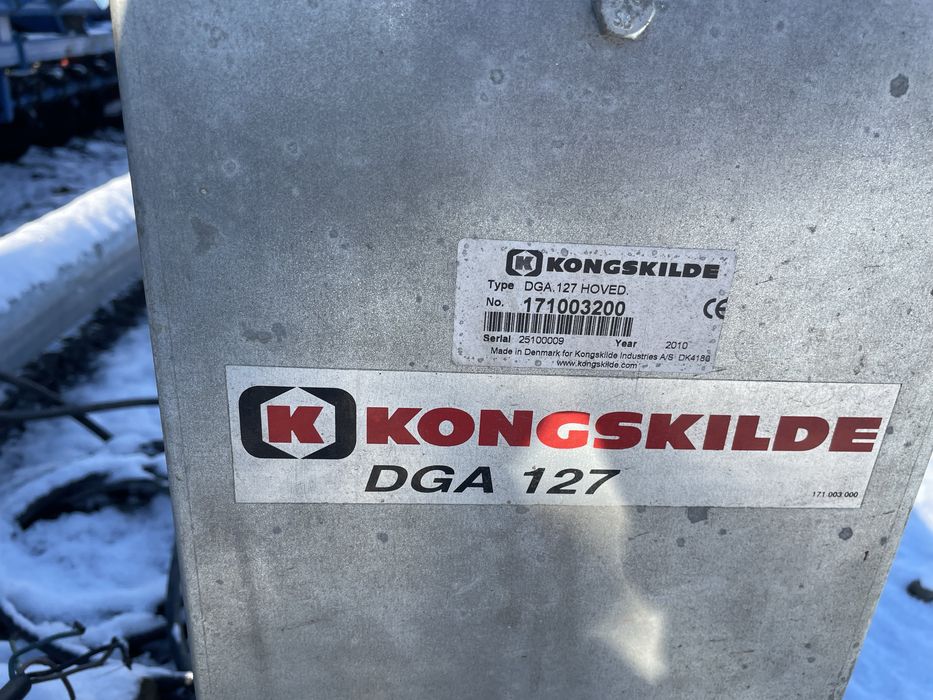 K KONGSKILDE
Type DGA.127 HOVED.
No. 171003200
CE
Serial 25100009 Year 2010
Made in Denmark for Kongskilde Industries A/S DK4180
www.kongskilde.com
K KONGSKILDE
DGA 127
171 003 000